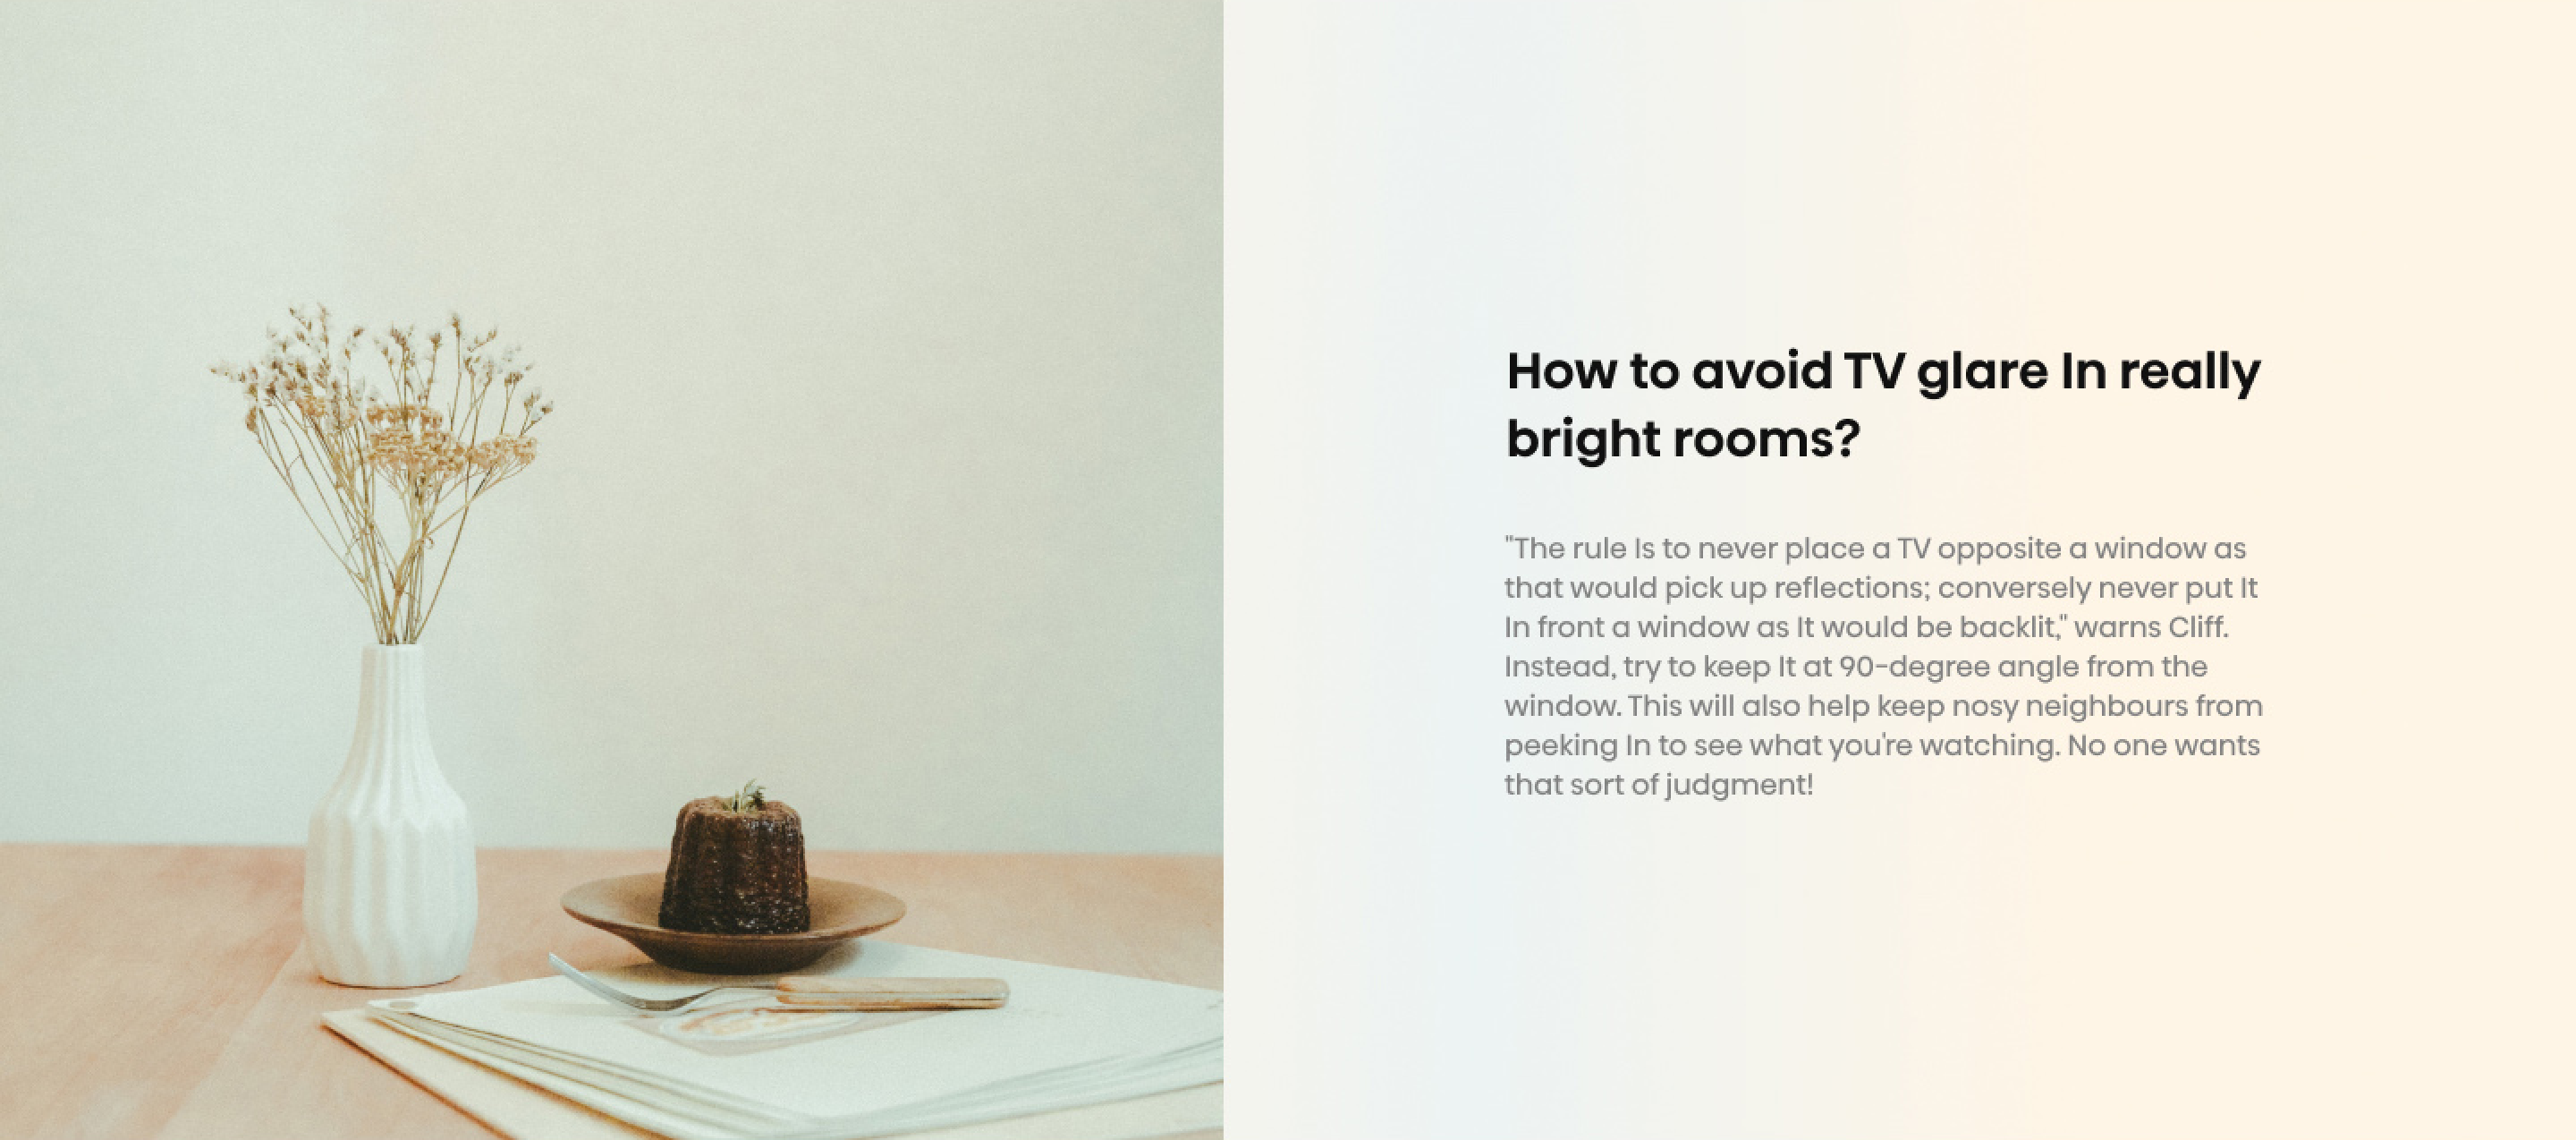 How to avoid TV glare In really
bright rooms?
"The rule Is to never place a TV opposite a window as
that would pick up reflections; conversely never put It
In front a window as It would be backlit," warns Cliff.
Instead, try to keep It at 90-degree angle from the
window. This will also help keep nosy neighbours from
peeking In to see what you're watching. No one wants
that sort of judgment!